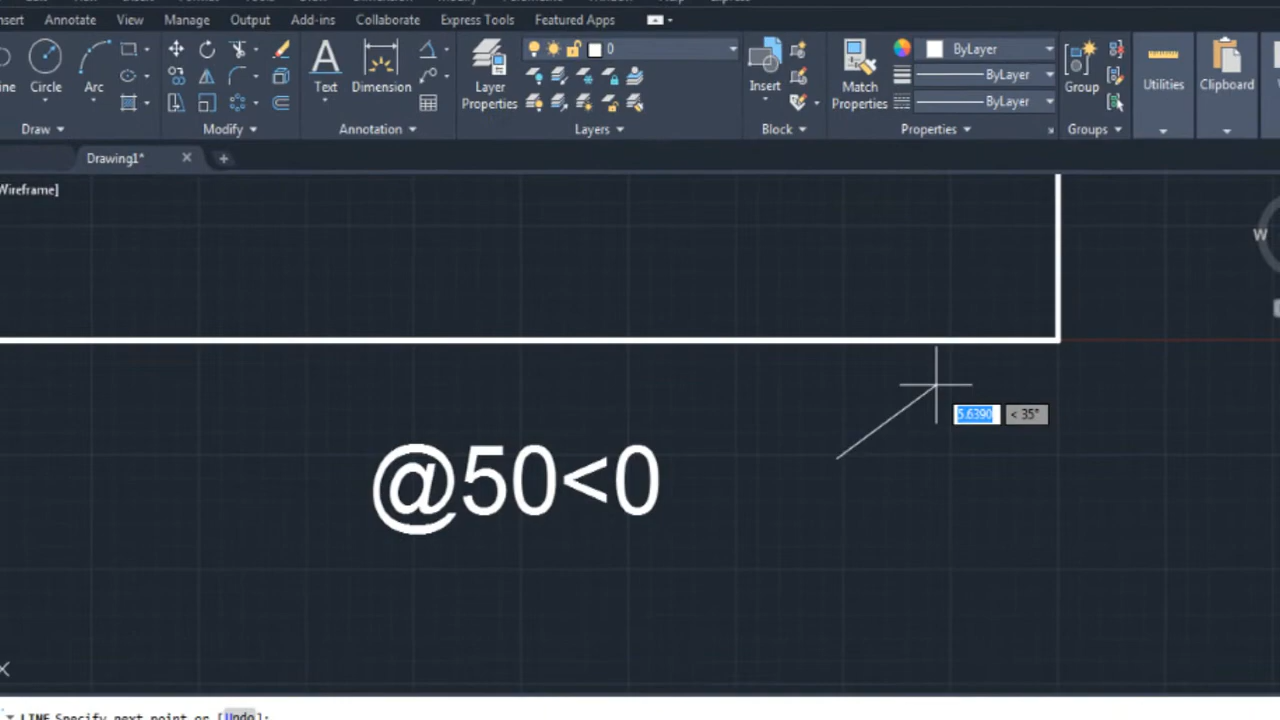 Annotate View Manage Output Add-ins Collaborate Express Tools Featured Apps
Circle Arc Text Dimension Layer Properties 0 Insert Match Properties ByLayer ByLayer ByLayer Group Utilities Clipboard
Draw Modify Annotation Layers Block Properties Groups
Drawing1*
Wireframe]
W
5.6390 < 35°
@50<0
LINE Specify next point or [Undo]: